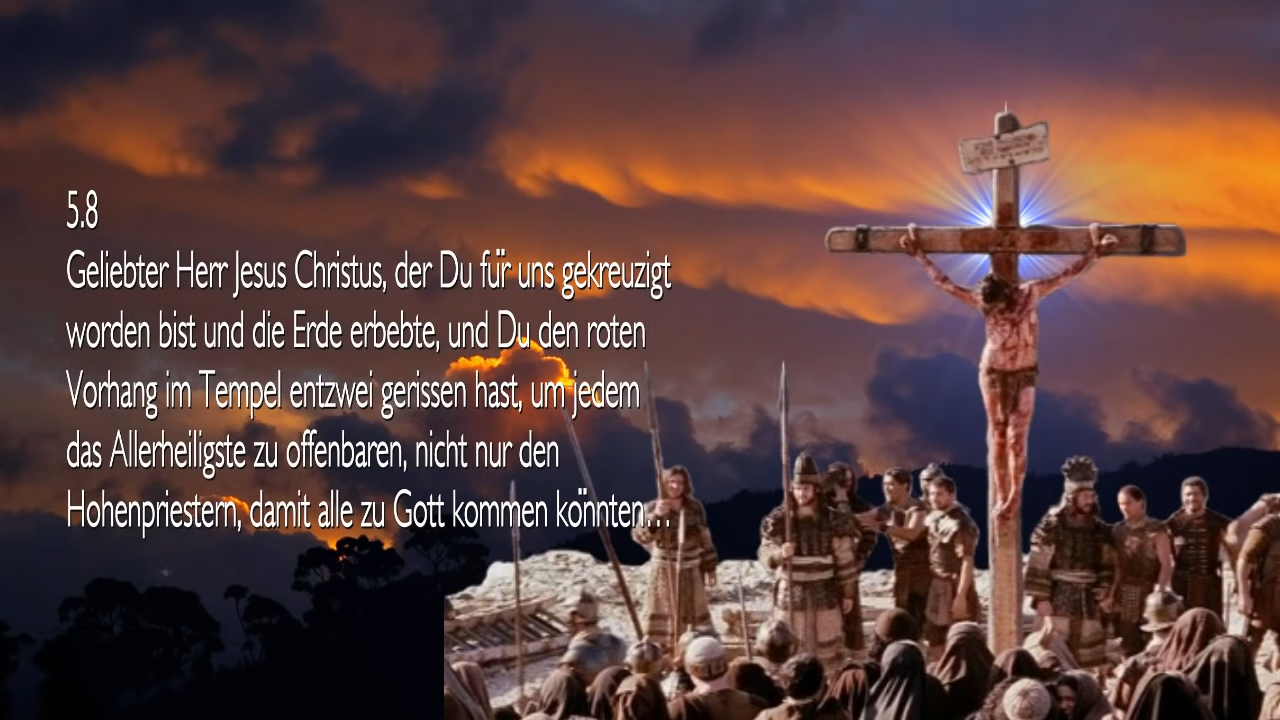 5.8
Geliebter Herr Jesus Christus, der Du für uns gekreuzigt
worden bist und die Erde erbebte, und Du den roten
Vorhang im Tempel entzwei gerissen hast, um jedem
das Allerheiligste zu offenbaren, nicht nur den
Hohenpriestern, damit alle zu Gott kommen könnten...